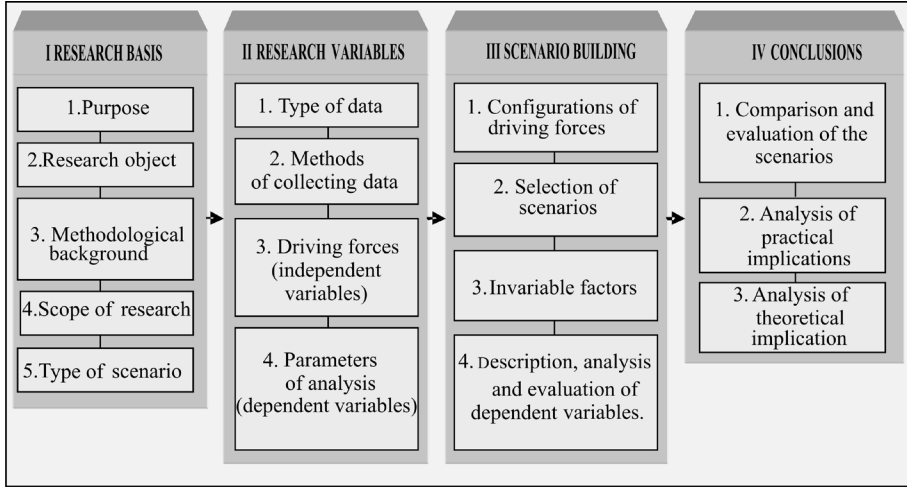 I RESEARCH BASIS
1.Purpose
2.Research object
3. Methodological
background
4.Scope of research
5.Type of scenario
II RESEARCH VARIABLES
1. Type of data
2. Methods
of collecting data
3. Driving forces
(independent
variables)
4. Parameters
of analysis
(dependent variables)
III SCENARIO BUILDING
1. Configurations of
driving forces
2. Selection of
scenarios
3. Invariable factors
4. Description, analysis
and evaluation of
dependent variables.
IV CONCLUSIONS
1. Comparison and
evaluation of the
scenarios
2. Analysis of
practical
implications
3. Analysis of
theoretical
implication